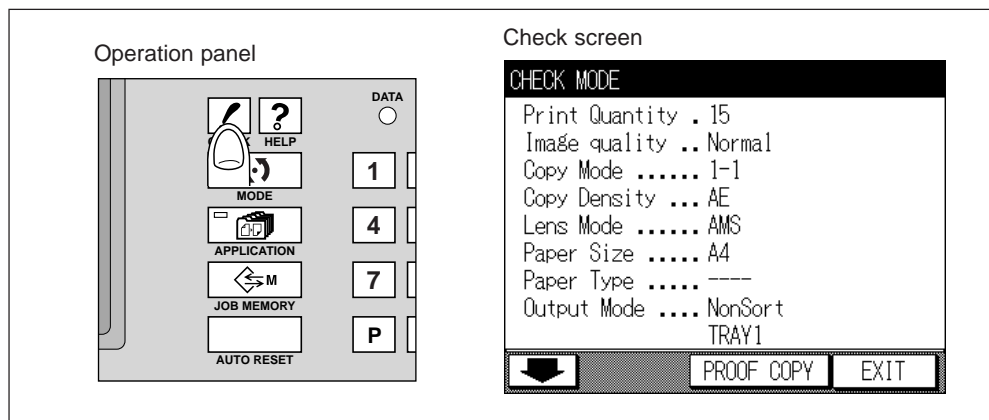 Operation panel
DATA
HELP
MODE
1
APPLICATION
4
M
JOB MEMORY
7
AUTO RESET
P
Check screen
CHECK MODE
Print Quantity . 15
Image quality .. Normal
Copy Mode ...... 1-1
Copy Density ... AE
Lens Mode ...... AMS
Paper Size ..... A4
Paper Type ..... ----
Output Mode .... NonSort
TRAY1
PROOF COPY
EXIT